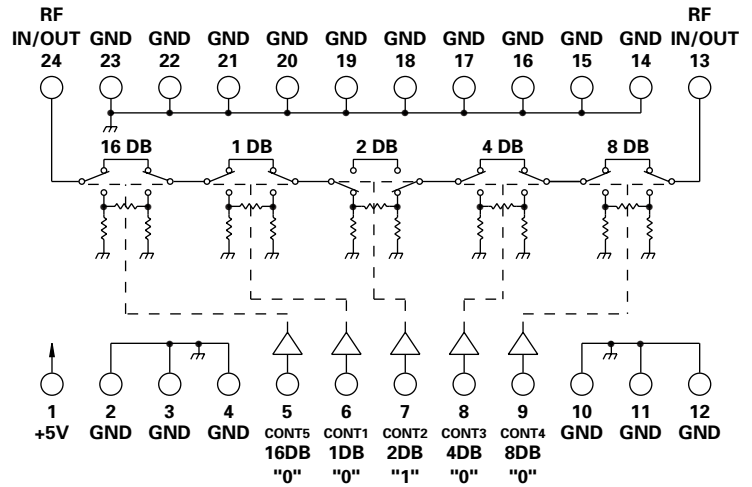 RF RF
IN/OUT GND GND GND GND GND GND GND GND GND GND IN/OUT
24 23 22 21 20 19 18 17 16 15 14 13
16 DB 1 DB 2 DB 4 DB 8 DB
1 2 3 4 5 6 7 8 9 10 11 12
+5V GND GND GND CONT5 CONT1 CONT2 CONT3 CONT4 GND GND GND
16DB 1DB 2DB 4DB 8DB
"0" "0" "1" "0" "0"